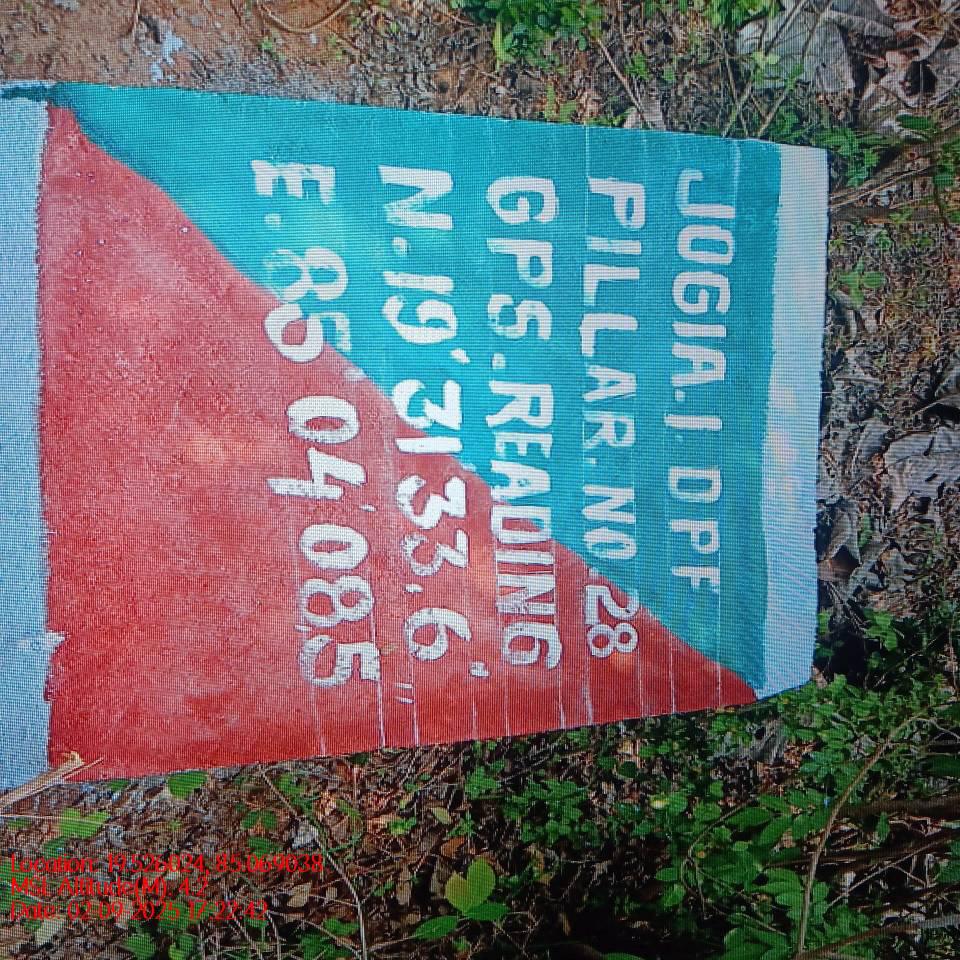 JOGIA.I.DPF
PILLAR.NO.28
GPS.READING
N.19°.31'33.6"
E.85°04'085
Location: 19.526024, 85.069038
MSL Altitude(M): 4.2
Date: 02-09-2025 17:22:42